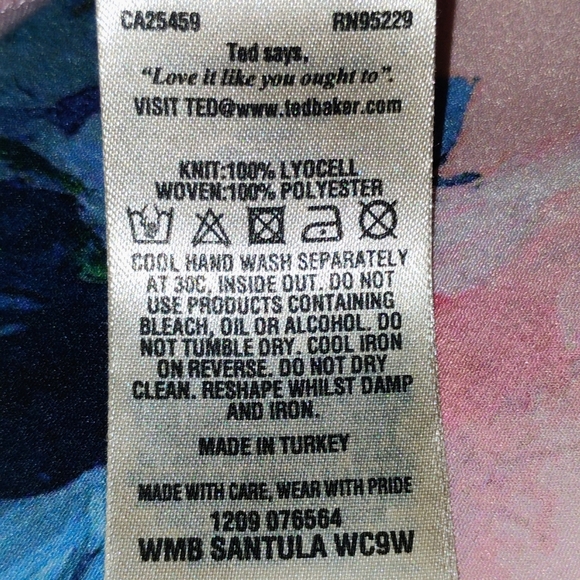 CA25459 RN95229
Ted says,
"Love it like you ought to".
VISIT TED@www.tedbaker.com
KNIT:100% LYOCELL
WOVEN:100% POLYESTER
COOL HAND WASH SEPARATELY
AT 30C. INSIDE OUT. DO NOT
USE PRODUCTS CONTAINING
BLEACH, OIL OR ALCOHOL. DO
NOT TUMBLE DRY. COOL IRON
ON REVERSE. DO NOT DRY
CLEAN. RESHAPE WHILST DAMP
AND IRON.
MADE IN TURKEY
MADE WITH CARE, WEAR WITH PRIDE
1209 076564
WMB SANTULA WC9W